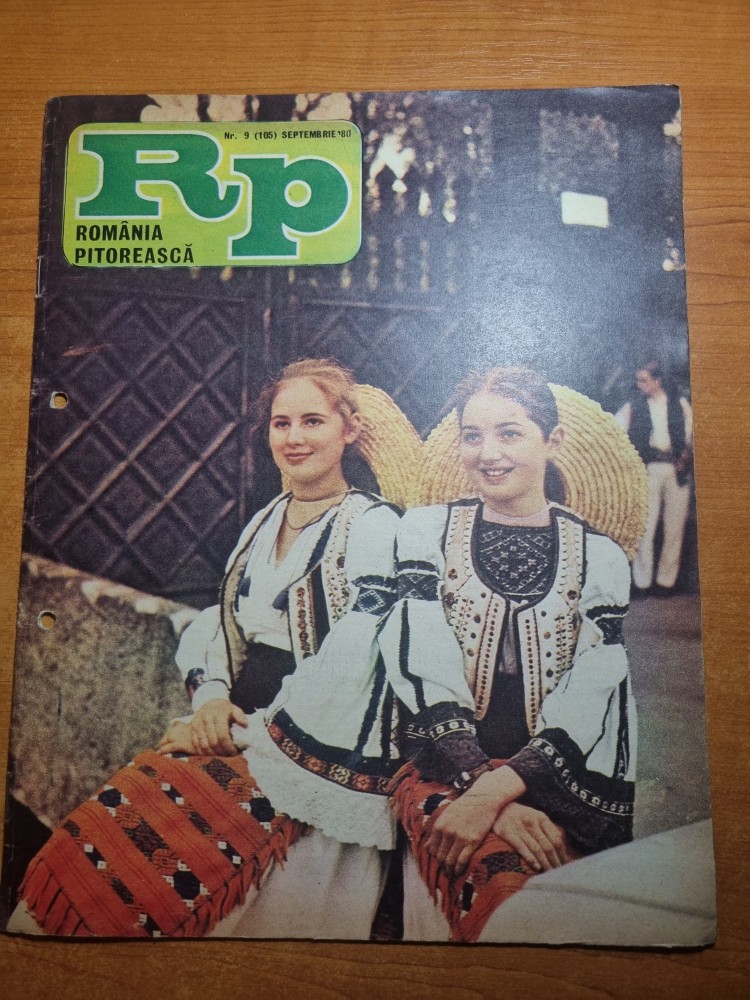 Nr. 9 (105) SEPTEMBRIE '80
Rp
ROMÂNIA
PITOREASCĂ